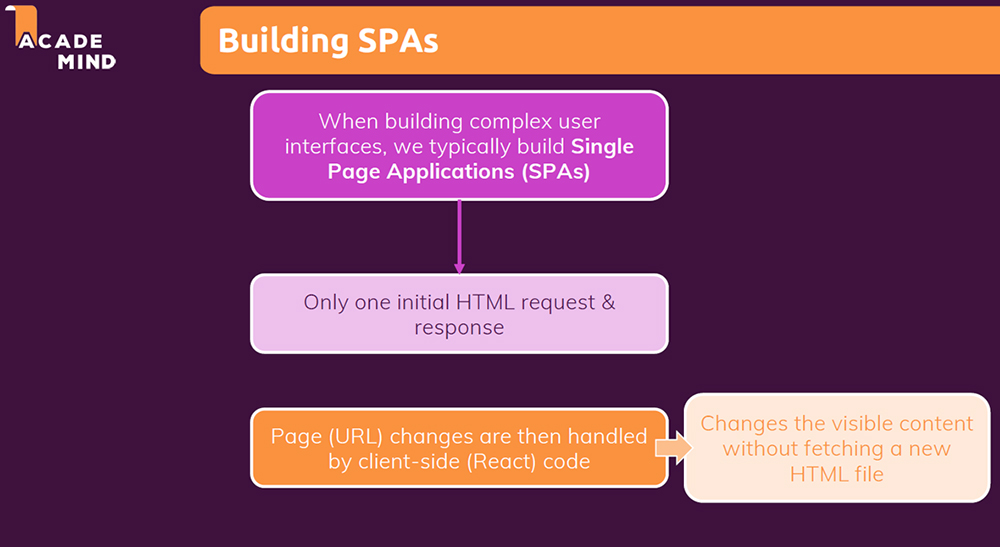 ACADE
MIND
Building SPAs
When building complex user
interfaces, we typically build Single
Page Applications (SPAs)
Only one initial HTML request &
response
Page (URL) changes are then handled
by client-side (React) code
Changes the visible content
without fetching a new
HTML file